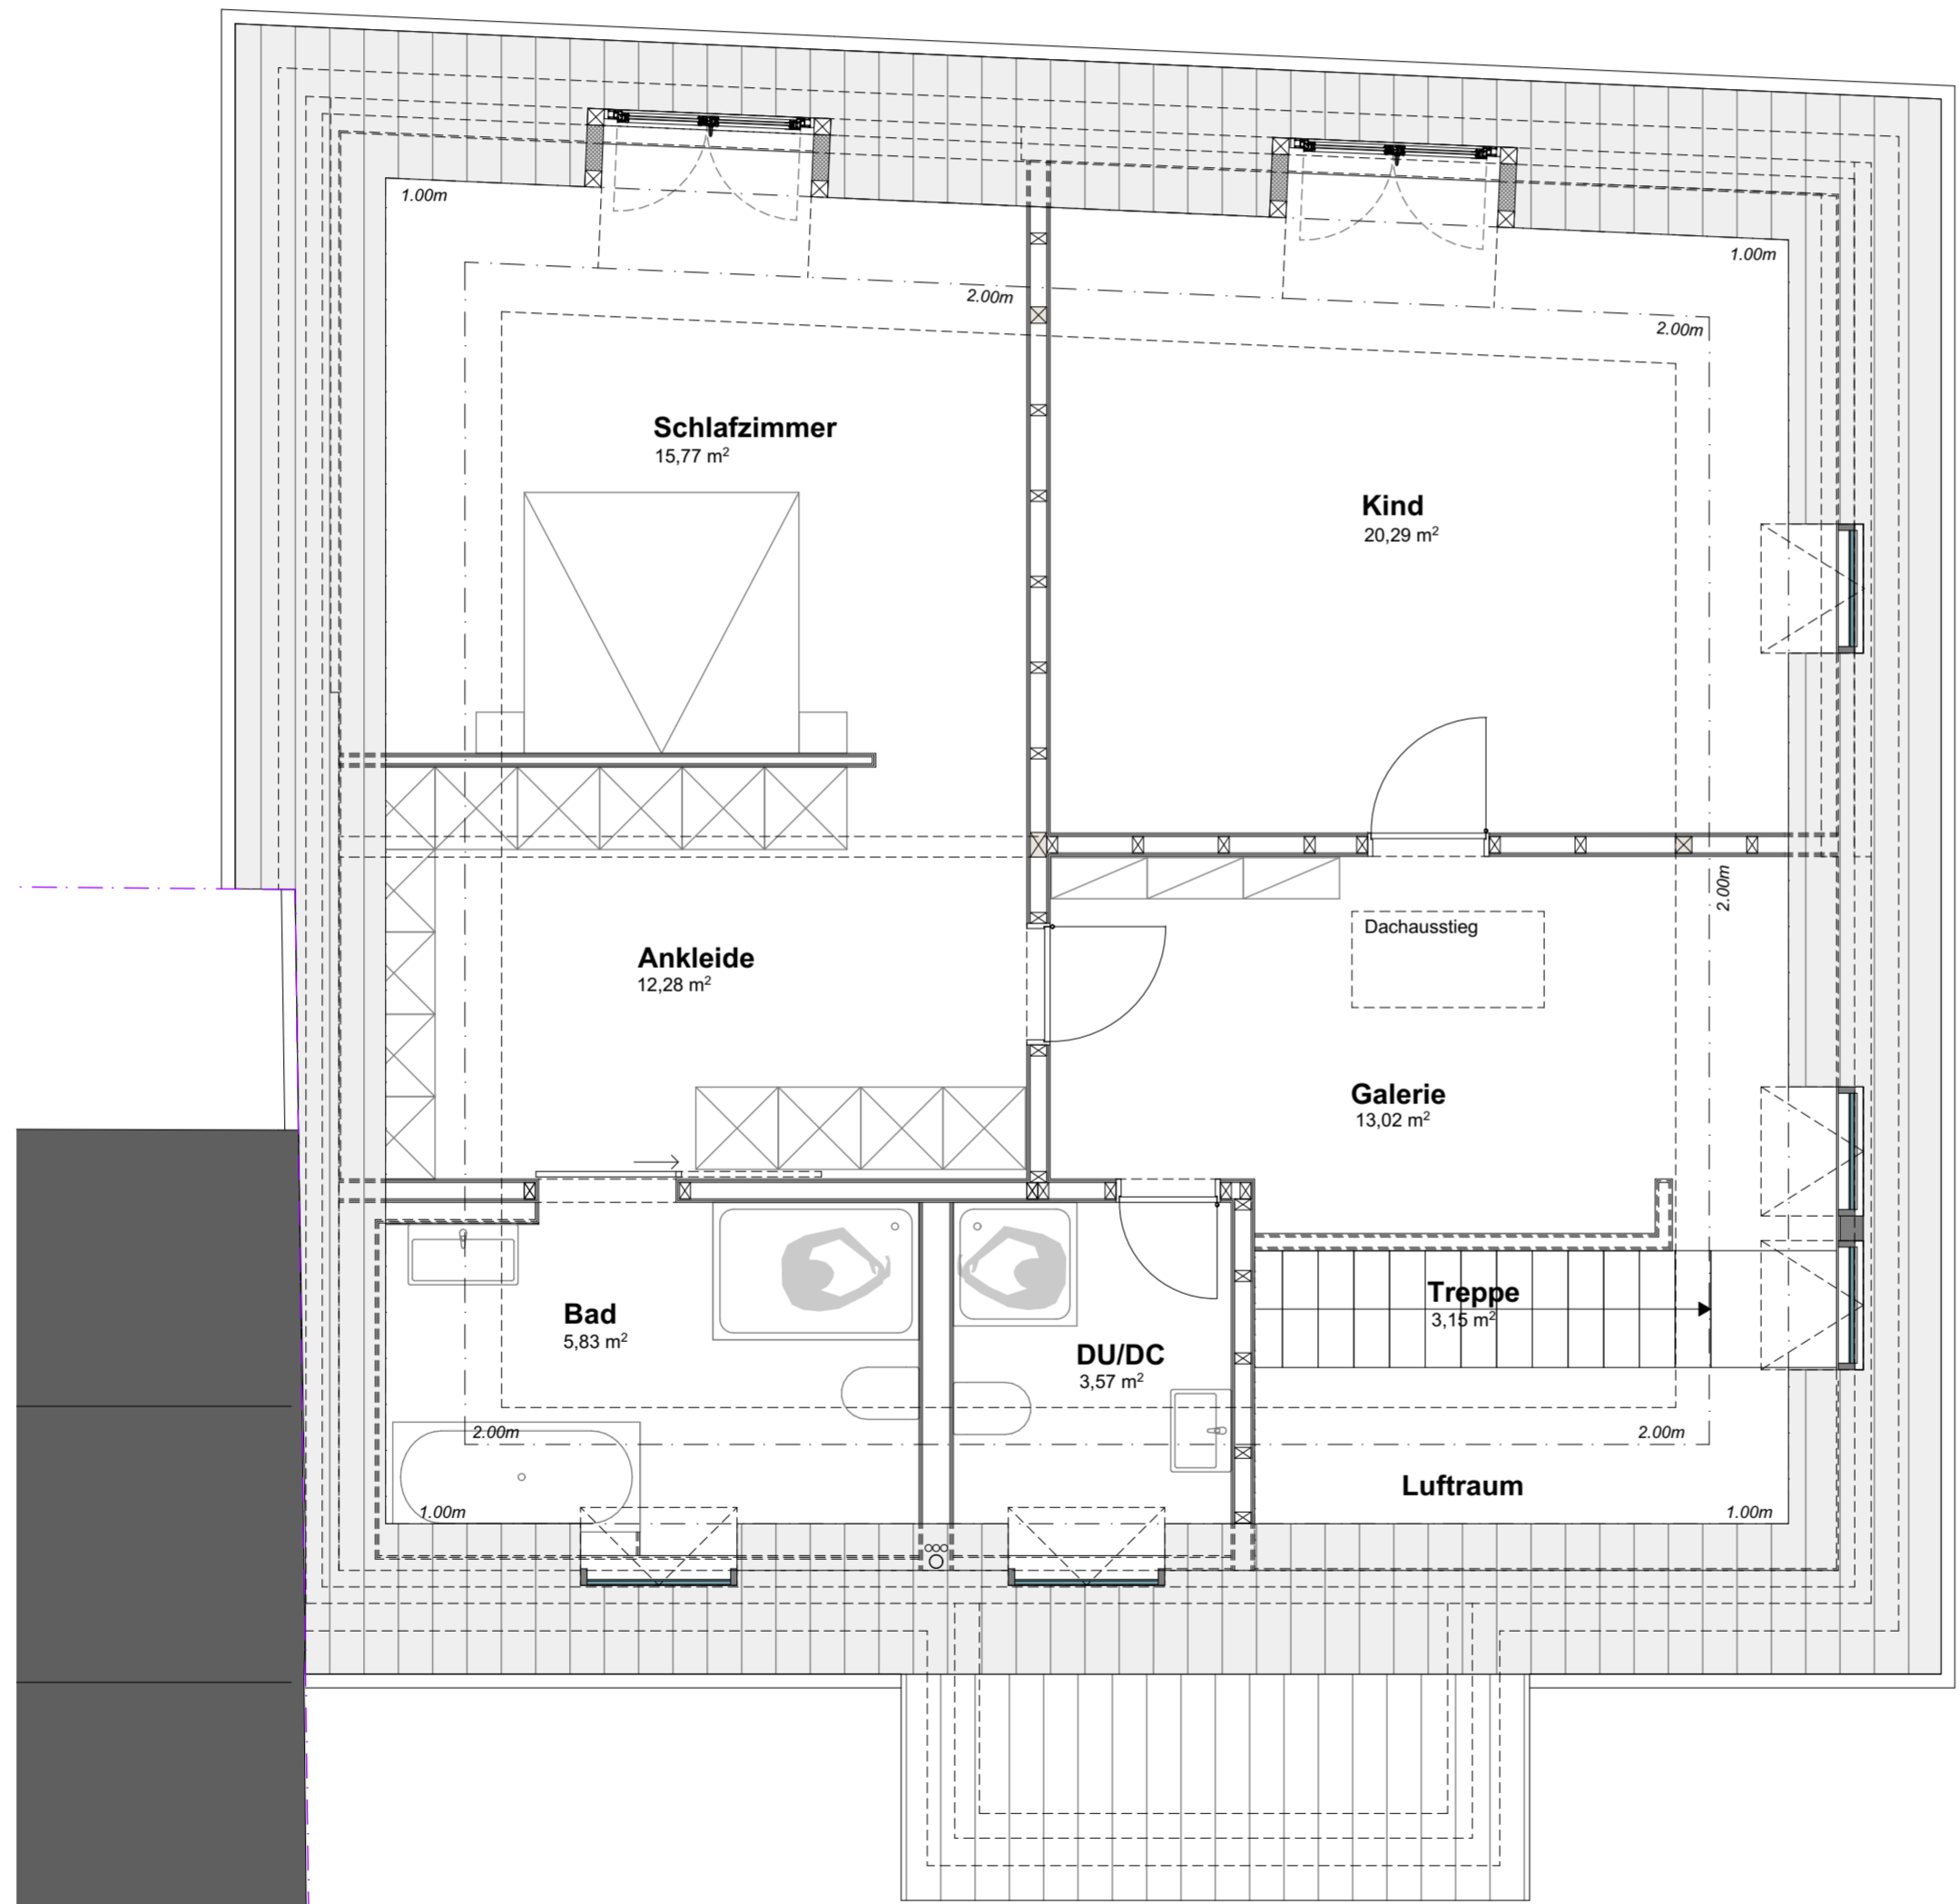 1.00m
1.00m
2.00m
2.00m
Schlafzimmer
15,77 m²
Kind
20,29 m²
2.00m
Dachausstieg
Ankleide
12,28 m²
Galerie
13,02 m²
Treppe
3,15 m²
Bad
5,83 m²
DU/DC
3,57 m²
2.00m
2.00m
Luftraum
1.00m
1.00m